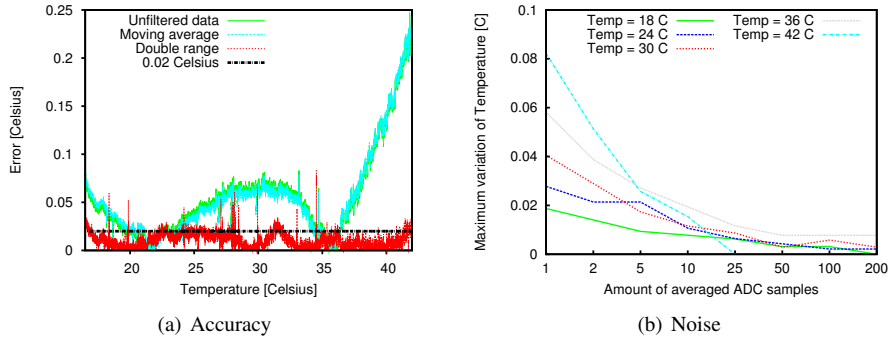 Unfiltered data
Moving average
Double range
0.02 Celsius
0.25
0.2
0.15
0.1
0.05
0
Error [Celsius]
20 25 30 35 40
Temperature [Celsius]
(a) Accuracy
Temp = 18 C
Temp = 24 C
Temp = 30 C
Temp = 36 C
Temp = 42 C
0.1
0.08
0.06
0.04
0.02
0
Maximum variation of Temperature [C]
1 2 5 10 25 50 100 200
Amount of averaged ADC samples
(b) Noise